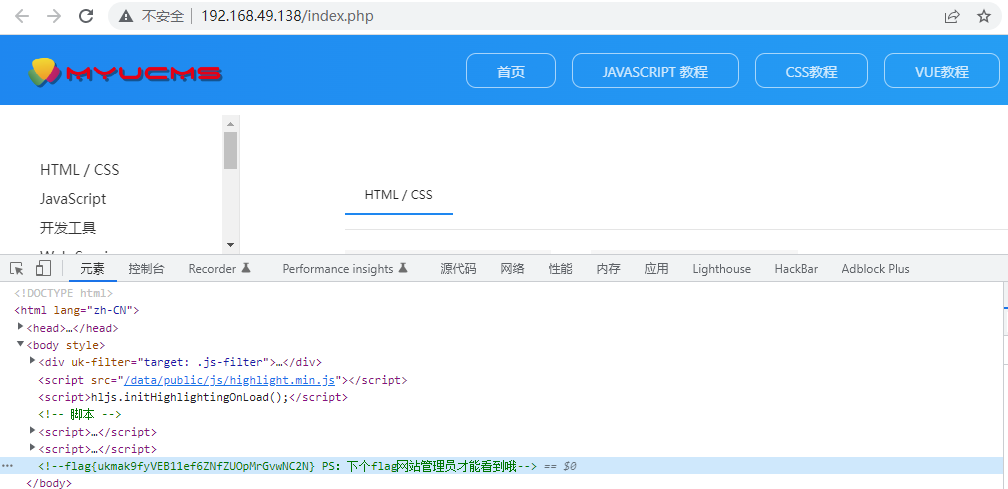 不安全 192.168.49.138/index.php
MYUCMS
首页 JAVASCRIPT 教程 CSS教程 VUE教程
HTML / CSS
JavaScript
开发工具
HTML / CSS
元素 控制台 Recorder Performance insights 源代码 网络 性能 内存 应用 Lighthouse HackBar Adblock Plus
<!DOCTYPE html>
<html lang="zh-CN">
<head>…</head>
<body style>
<div uk-filter="target: .js-filter">…</div>
<script src="/data/public/js/highlight.min.js"></script>
<script>hljs.initHighlightingOnLoad();</script>
<!-- 脚本 -->
<script>…</script>
<script>…</script>
<!--flag{ukmak9fyVEB11ef6ZNfZUOpMrGvwNC2N} PS: 下个flag网站管理员才能看到哦--> == $0
</body>